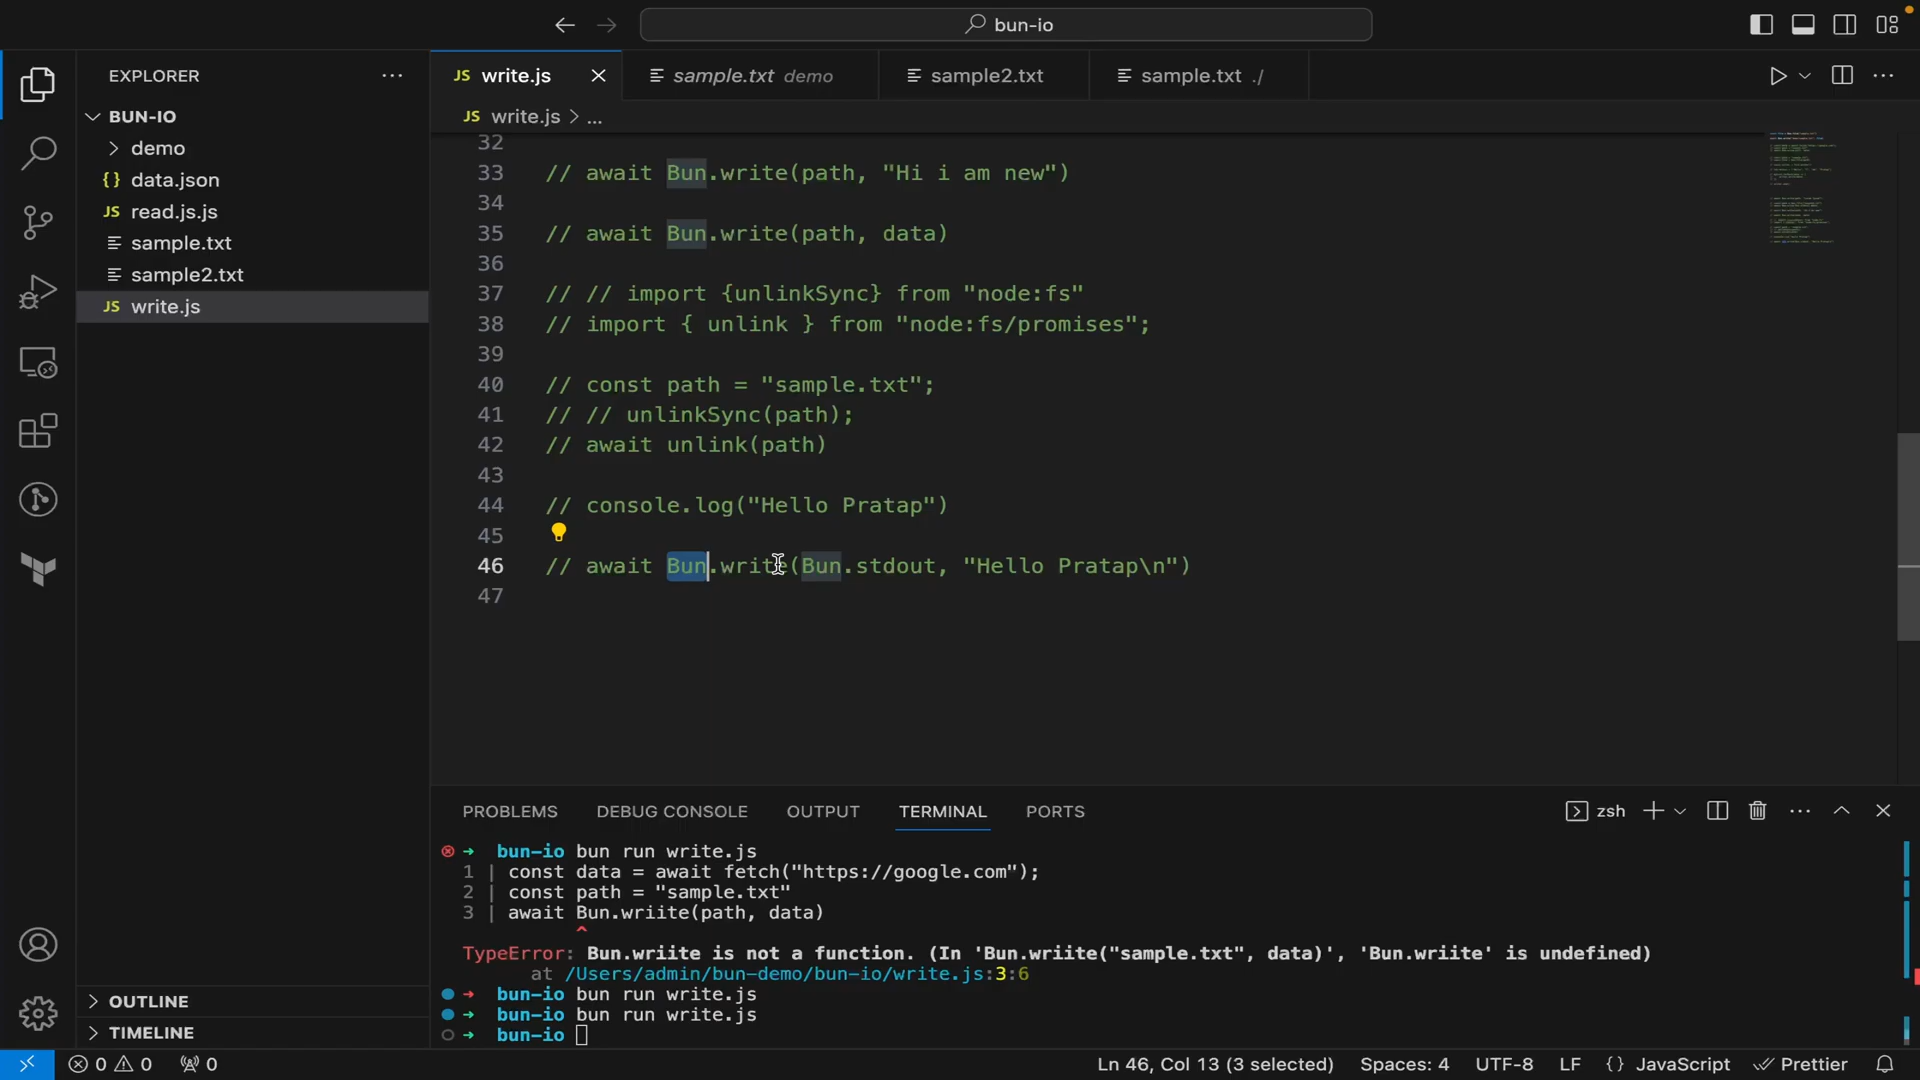 bun-io
EXPLORER
BUN-IO
demo
{} data.json
JS read.js.js
sample.txt
sample2.txt
JS write.js
OUTLINE
TIMELINE
JS write.js
sample.txt demo
sample2.txt
sample.txt ./
JS write.js > ...
32
33 // await Bun.write(path, "Hi i am new")
34
35 // await Bun.write(path, data)
36
37 // // import {unlinkSync} from "node:fs"
38 // import { unlink } from "node:fs/promises";
39
40 // const path = "sample.txt";
41 // // unlinkSync(path);
42 // await unlink(path)
43
44 // console.log("Hello Pratap")
45
46 // await Bun.write(Bun.stdout, "Hello Pratap\n")
47
PROBLEMS DEBUG CONSOLE OUTPUT TERMINAL PORTS
zsh
bun-io bun run write.js
1 | const data = await fetch("https://google.com");
2 | const path = "sample.txt"
3 | await Bun.wriite(path, data)
^
TypeError: Bun.wriite is not a function. (In 'Bun.wriite("sample.txt", data)', 'Bun.wriite' is undefined)
at /Users/admin/bun-demo/bun-io/write.js:3:6
bun-io bun run write.js
bun-io bun run write.js
bun-io
0 0 0
Ln 46, Col 13 (3 selected) Spaces: 4 UTF-8 LF {} JavaScript Prettier